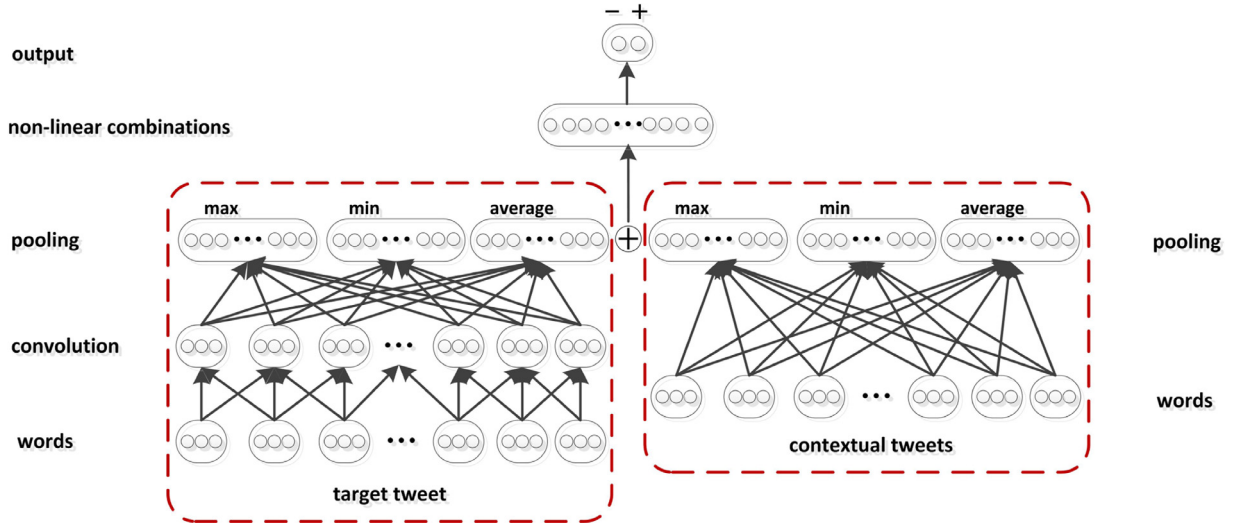 − +
output
non-linear combinations
max min average max min average
pooling + pooling
convolution
words words
contextual tweets
target tweet